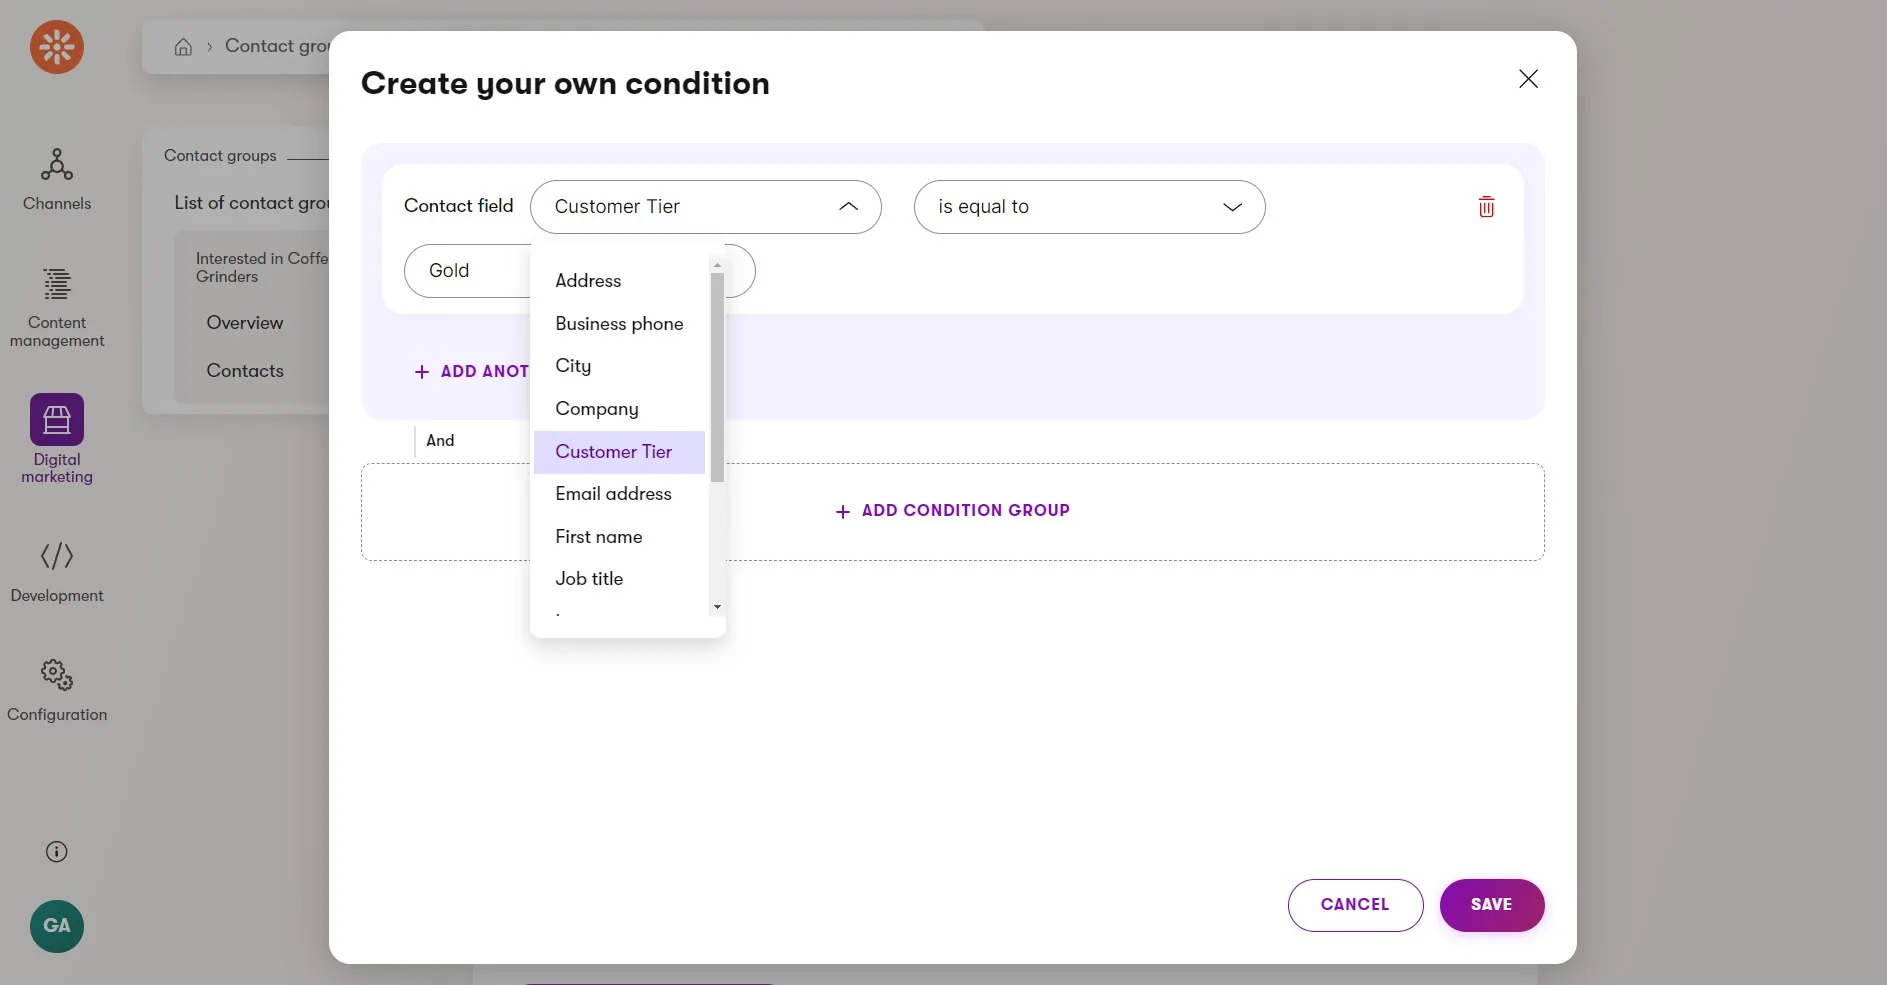 Contact grou
Create your own condition
Contact groups
List of contact grou
Interested in Coffe
Grinders
Overview
Contacts
Channels
Content
management
Digital
marketing
Development
Configuration
GA
Contact field
Customer Tier
is equal to
Gold
Address
Business phone
City
Company
Customer Tier
Email address
First name
Job title
ADD ANOT
And
ADD CONDITION GROUP
CANCEL
SAVE